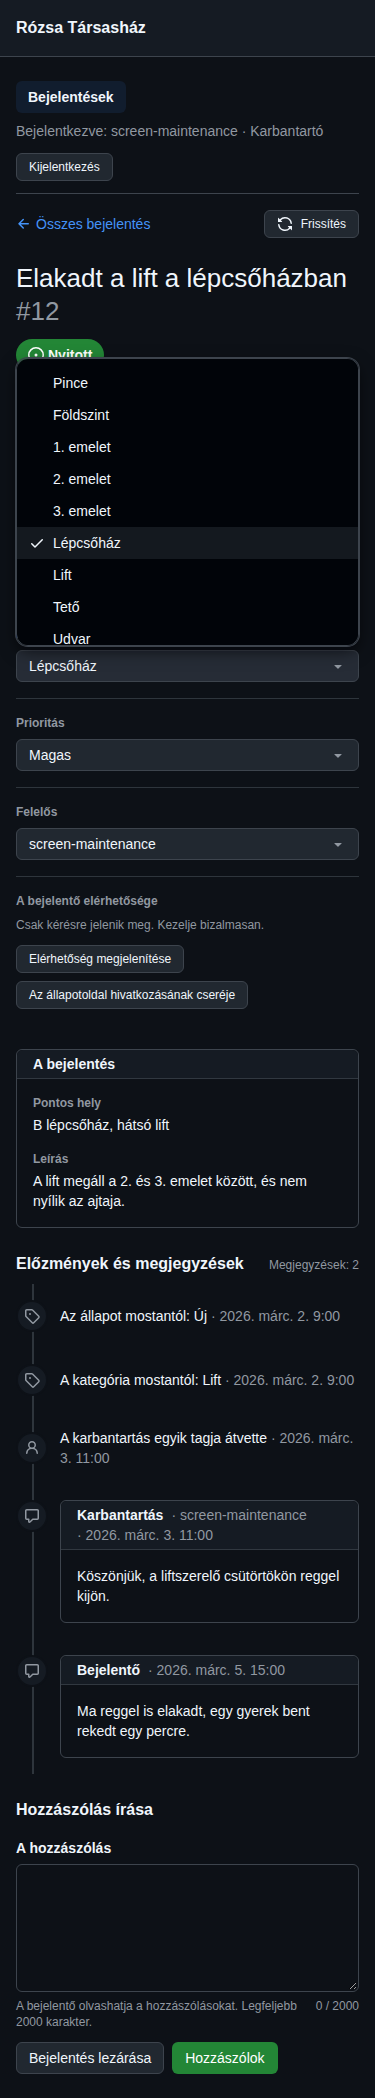 Rózsa Társasház
Bejelentések
Bejelentkezve: screen-maintenance · Karbantartó
Kijelentkezés
← Összes bejelentés
Frissítés
Elakadt a lift a lépcsőházban
#12
Nyitott
Pince
Földszint
1. emelet
2. emelet
3. emelet
Lépcsőház
Lift
Tető
Udvar
Lépcsőház
Prioritás
Magas
Felelős
screen-maintenance
A bejelentő elérhetősége
Csak kérésre jelenik meg. Kezelje bizalmasan.
Elérhetőség megjelenítése
Az állapotoldal hivatkozásának cseréje
A bejelentés
Pontos hely
B lépcsőház, hátsó lift
Leírás
A lift megáll a 2. és 3. emelet között, és nem
nyílik az ajtaja.
Előzmények és megjegyzések
Megjegyzések: 2
Az állapot mostantól: Új · 2026. márc. 2. 9:00
A kategória mostantól: Lift · 2026. márc. 2. 9:00
A karbantartás egyik tagja átvette · 2026. márc.
3. 11:00
Karbantartás · screen-maintenance
· 2026. márc. 3. 11:00
Köszönjük, a liftszerelő csütörtökön reggel
kijön.
Bejelentő · 2026. márc. 5. 15:00
Ma reggel is elakadt, egy gyerek bent
rekedt egy percre.
Hozzászólás írása
A hozzászólás
A bejelentő olvashatja a hozzászólásokat. Legfeljebb
2000 karakter.
0 / 2000
Bejelentés lezárása
Hozzászólok